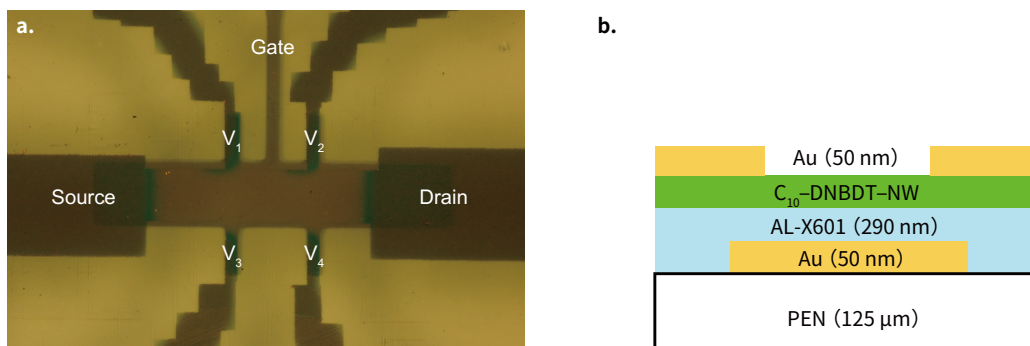 a.
Gate
V₁
V₂
Source
Drain
V₃
V₄
b.
Au (50 nm)
C₁₀–DNBDT–NW
AL-X601 (290 nm)
Au (50 nm)
PEN (125 µm)